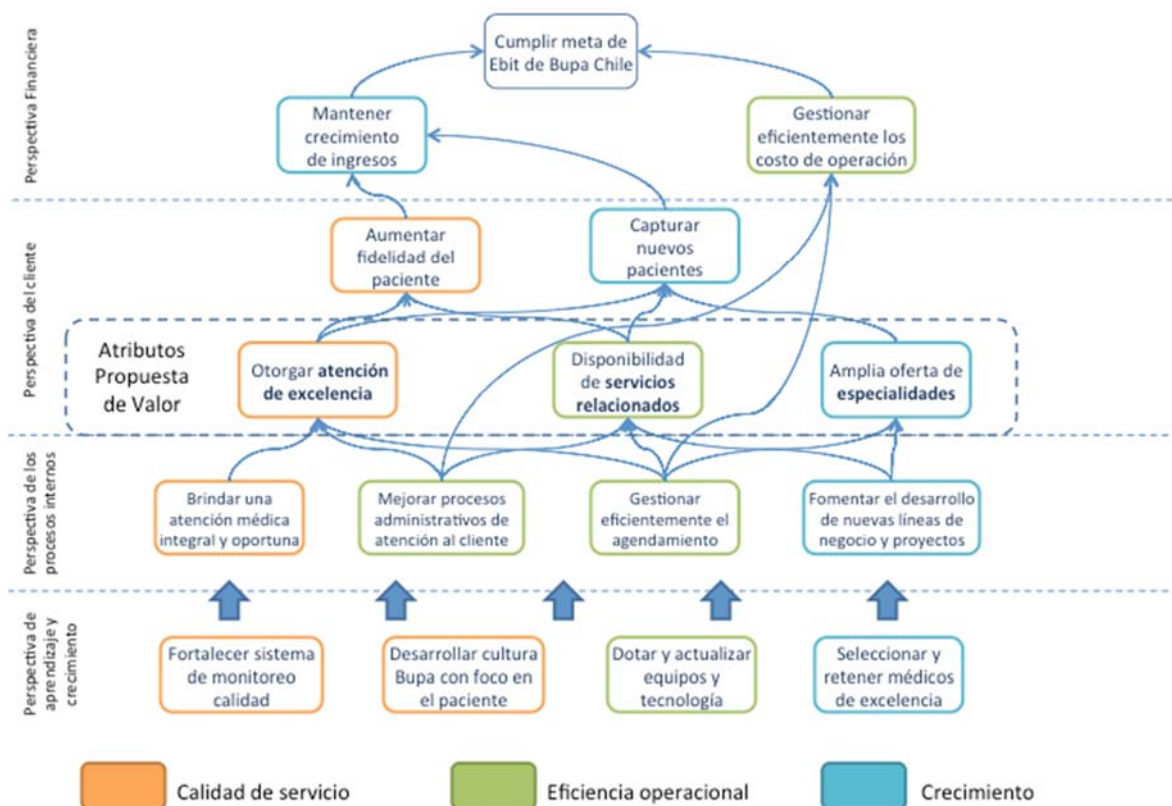 Perspectiva Financiera
Cumplir meta de
Ebit de Bupa Chile
Mantener
crecimiento
de ingresos
Gestionar
eficientemente los
costo de operación
Perspectiva del cliente
Aumentar
fidelidad del
paciente
Capturar
nuevos
pacientes
Atributos
Propuesta
de Valor
Otorgar atención
de excelencia
Disponibilidad
de servicios
relacionados
Amplia oferta de
especialidades
Perspectiva de los
procesos internos
Brindar una
atención médica
integral y oportuna
Mejorar procesos
administrativos de
atención al cliente
Gestionar
eficientemente el
agendamiento
Fomentar el desarrollo
de nuevas líneas de
negocio y proyectos
Perspectiva de
aprendizaje y
crecimiento
Fortalecer sistema
de monitoreo
calidad
Desarrollar cultura
Bupa con foco en
el paciente
Dotar y actualizar
equipos y
tecnología
Seleccionar y
retener médicos
de excelencia
Calidad de servicio
Eficiencia operacional
Crecimiento